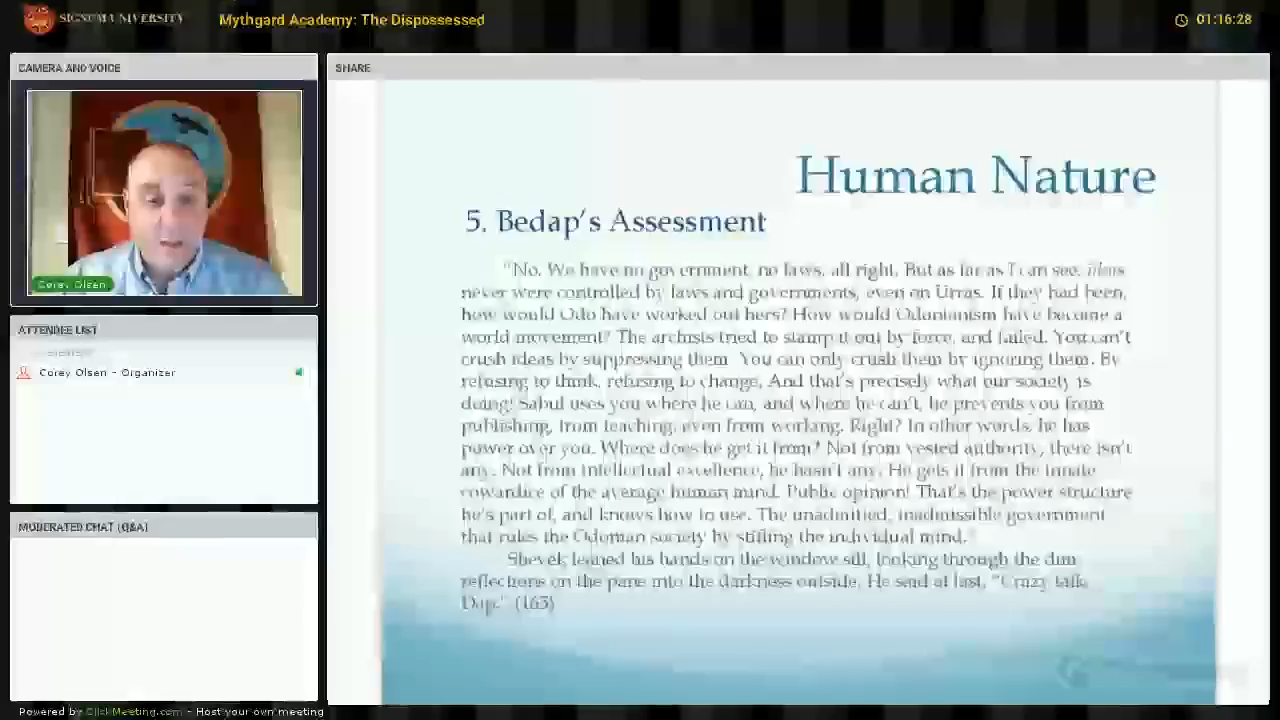 SIGNUM UNIVERSITY
Mythgard Academy: The Dispossessed
01:16:28
CAMERA AND VOICE
SHARE
Corey Olsen
ATTENDEE LIST
Corey Olsen - Organizer
MODERATED CHAT (Q&A)
Human Nature
5. Bedap's Assessment
"No. We have no government, no laws, all right. But as far as I can see, ideas
never were controlled by laws and governments, even on Urras. If they had been,
how would Odo have worked out hers? How would Odonianism have become a
world movement? The archists tried to stamp it out by force, and failed. You can't
crush ideas by suppressing them. You can only crush them by ignoring them. By
refusing to think, refusing to change. And that's precisely what our society is
doing! Sabul uses you where he can, and where he can't, he prevents you from
publishing, from teaching, even from working. Right? In other words, he has
power over you. Where does he get it from? Not from vested authority, there isn't
any. Not from intellectual excellence, he hasn't any. He gets it from the innate
cowardice of the average human mind. Public opinion! That's the power structure
he's part of, and knows how to use. The unadmitted, inadmissible government
that rules the Odonian society by stifling the individual mind."
Shevek leaned his hands on the window sill, looking through the dim
reflections on the pane into the darkness outside. He said at last, "Crazy talk,
Dap." (165)
Powered by ClickMeeting.com - Host your own meeting